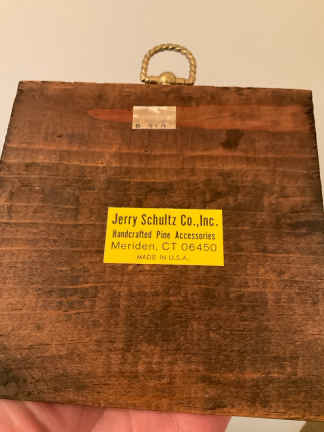 Jerry Schultz Co., Inc.
Handcrafted Pine Accessories
Meriden, CT 06450
MADE IN U.S.A.